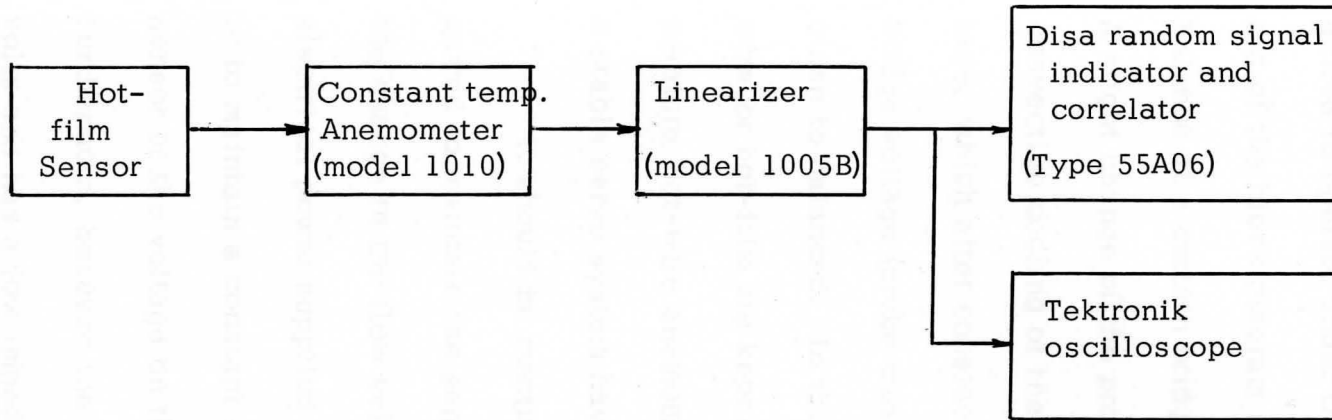 Hot-
film
Sensor
Constant temp.
Anemometer
(model 1010)
Linearizer
(model 1005B)
Disa random signal
indicator and
correlator
(Type 55A06)
Tektronik
oscilloscope